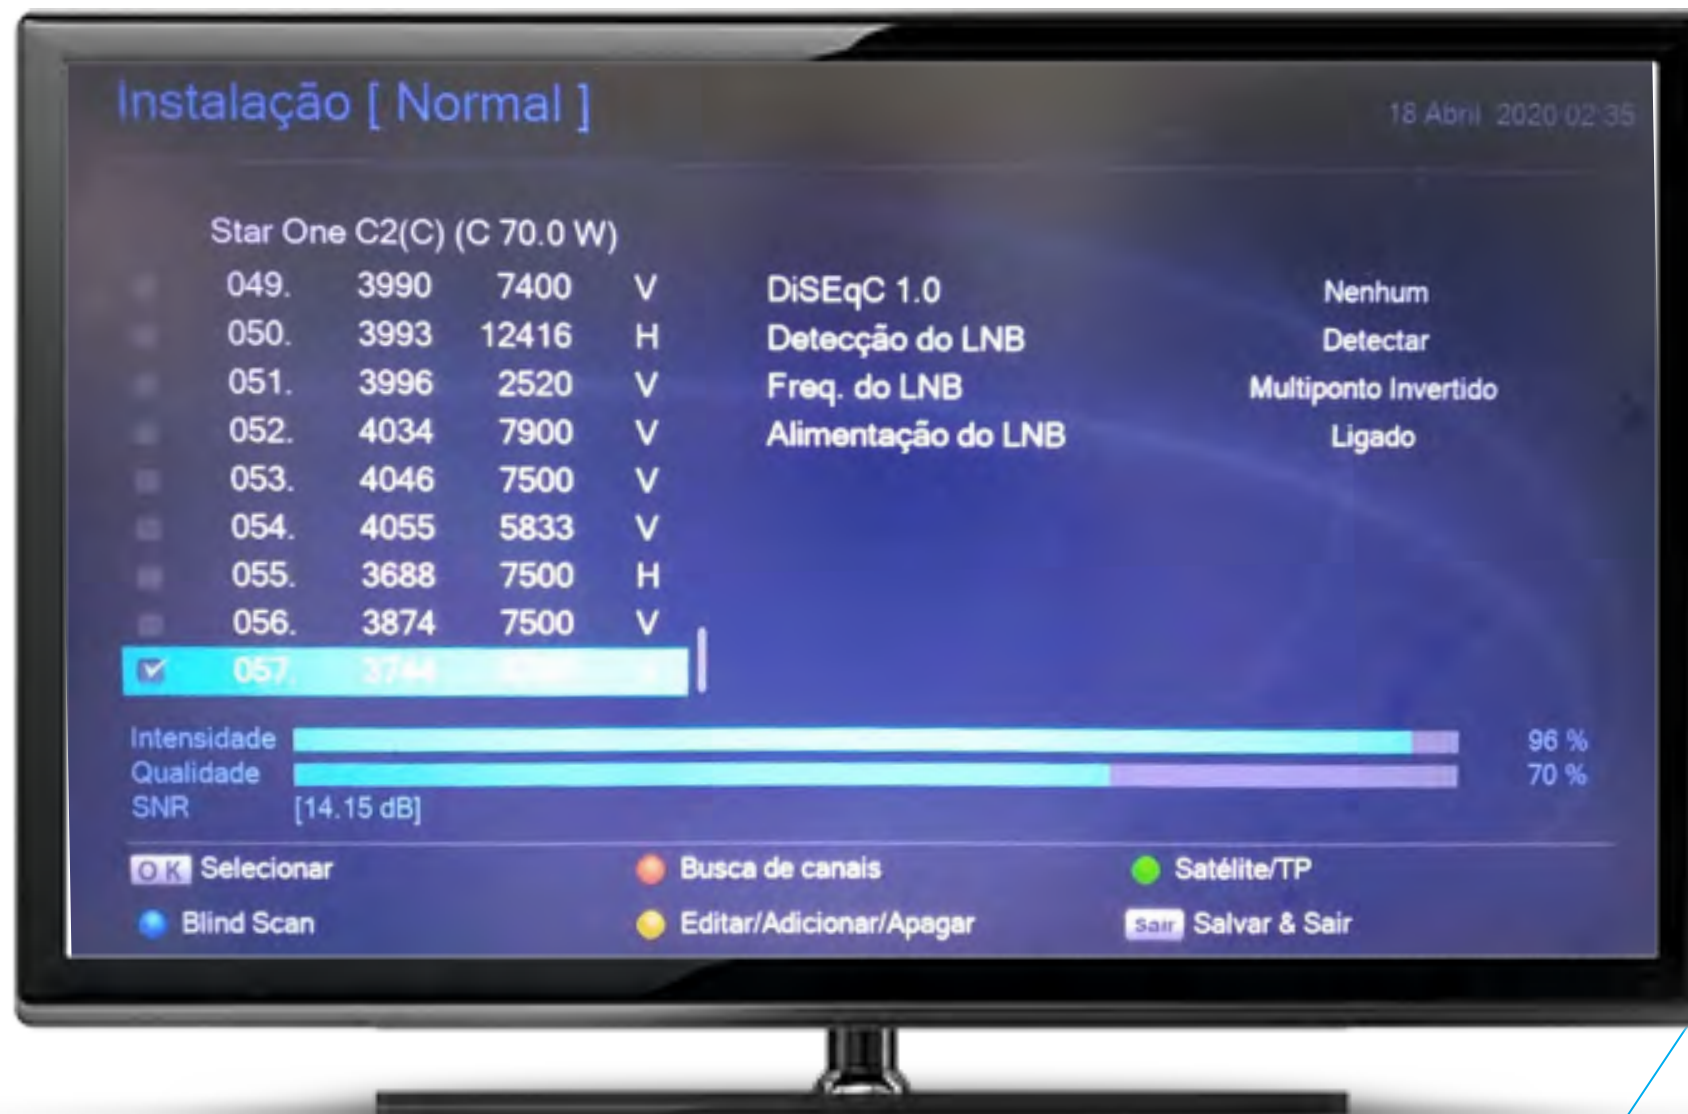 Instalação [ Normal ]
18 Abril 2020 02:35
Star One C2(C) (C 70.0 W)
049. 3990 7400 V DiSEqC 1.0 Nenhum
050. 3993 12416 H Detecção do LNB Detectar
051. 3996 2520 V Freq. do LNB Multiponto Invertido
052. 4034 7900 V Alimentação do LNB Ligado
053. 4046 7500 V
054. 4055 5833 V
055. 3688 7500 H
056. 3874 7500 V
057. 3744
Intensidade 96 %
Qualidade 70 %
SNR [14.15 dB]
OK Selecionar Busca de canais Satélite/TP
Blind Scan Editar/Adicionar/Apagar Sair Salvar & Sair